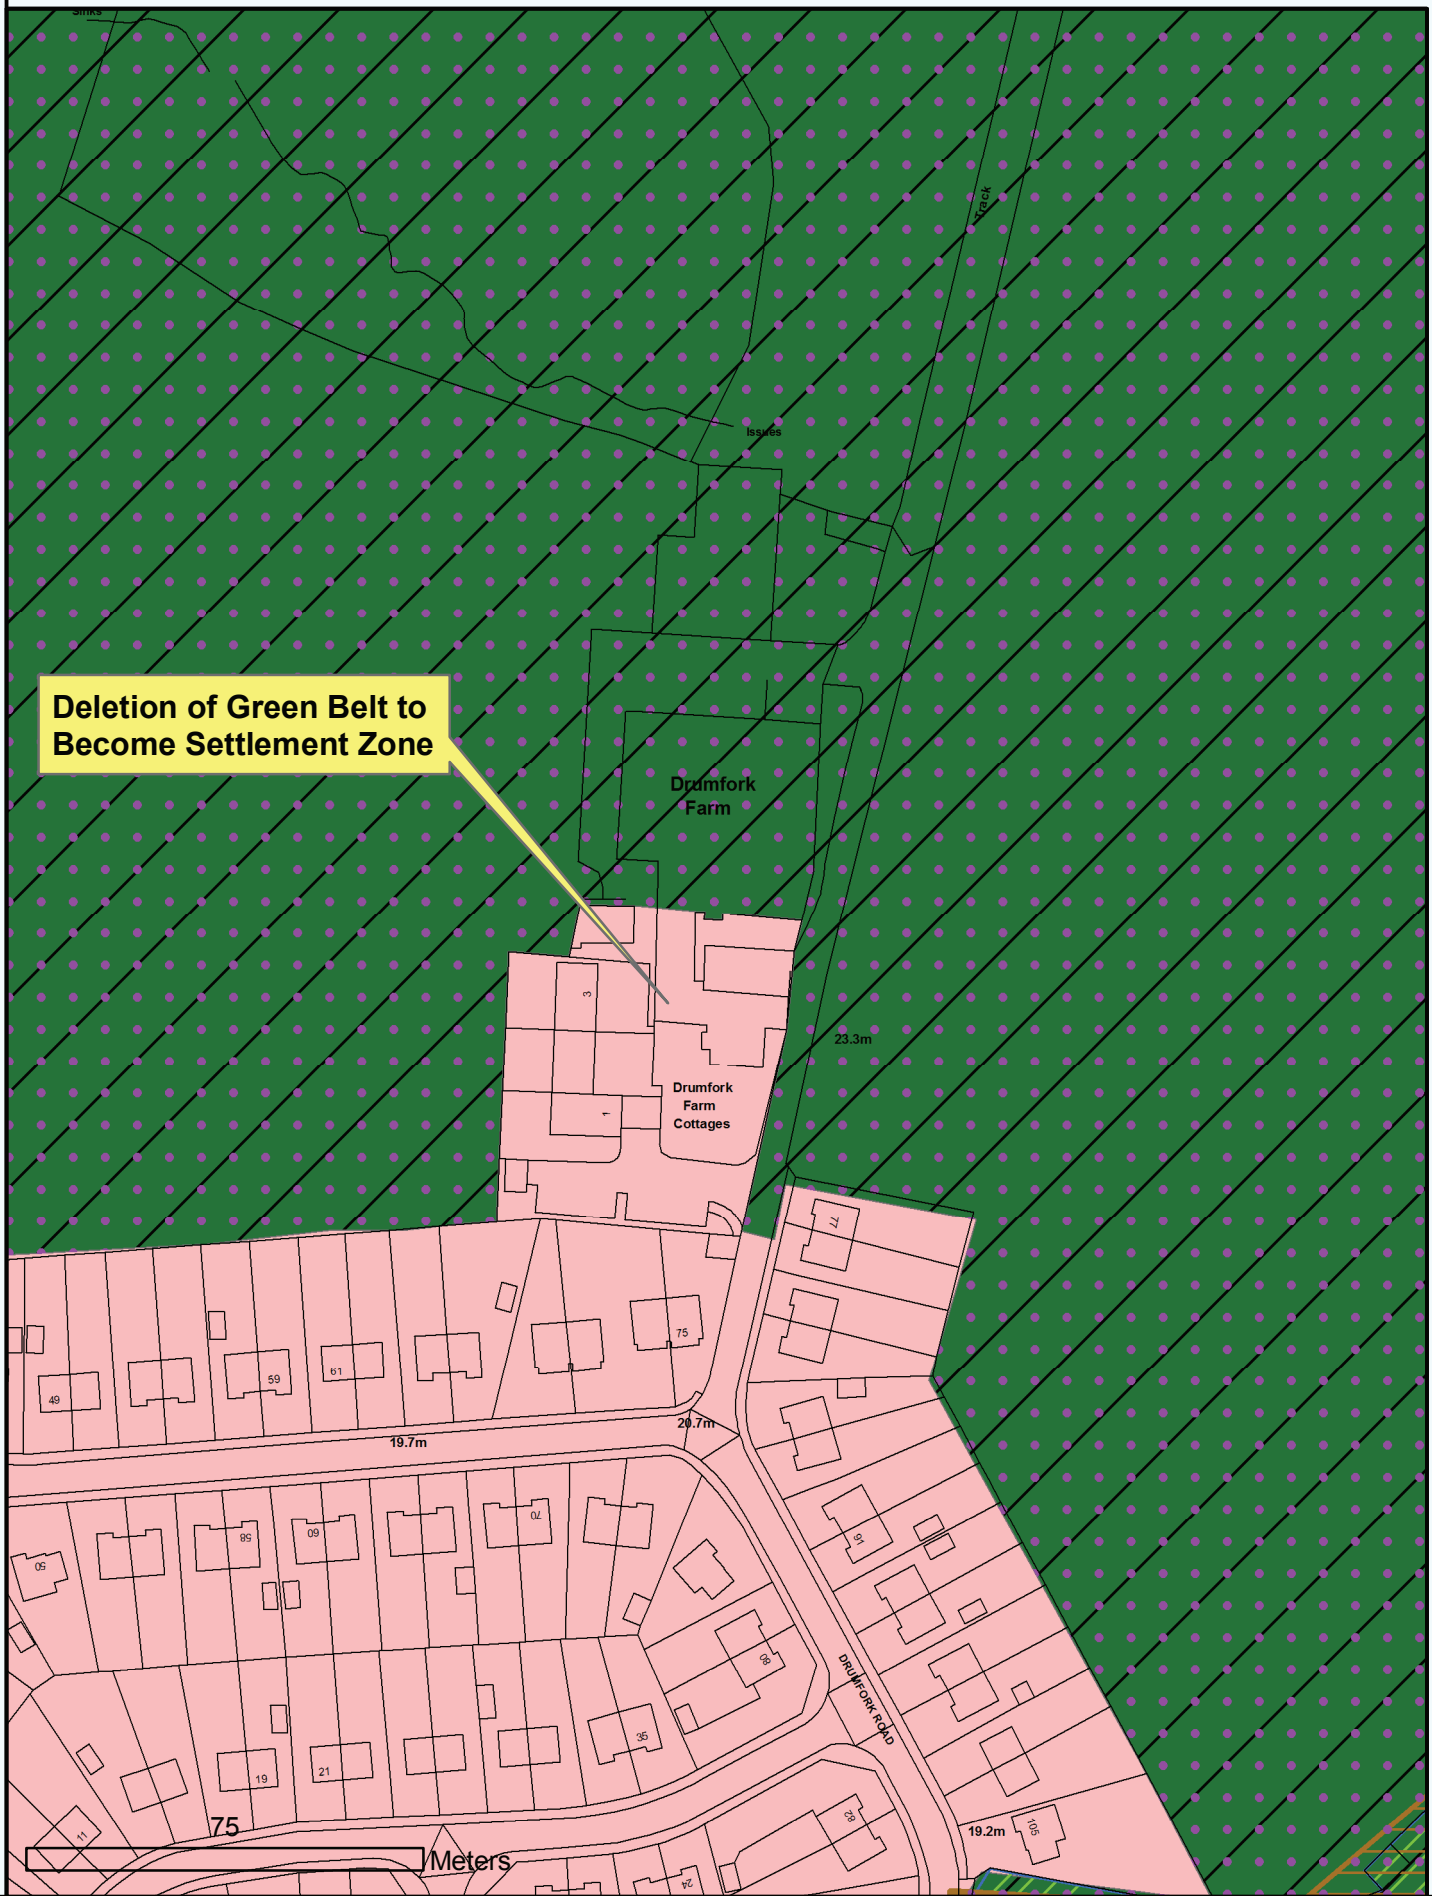 Sinks
Track
Issues
Deletion of Green Belt to
Become Settlement Zone
Drumfork
Farm
3
23.3m
Drumfork
Farm
Cottages
1
77
75
61
59
49
20.7m
19.7m
70
60
58
50
91
80
DRUMFORK ROAD
35
21
19
11
82
105
19.2m
24
75
Meters